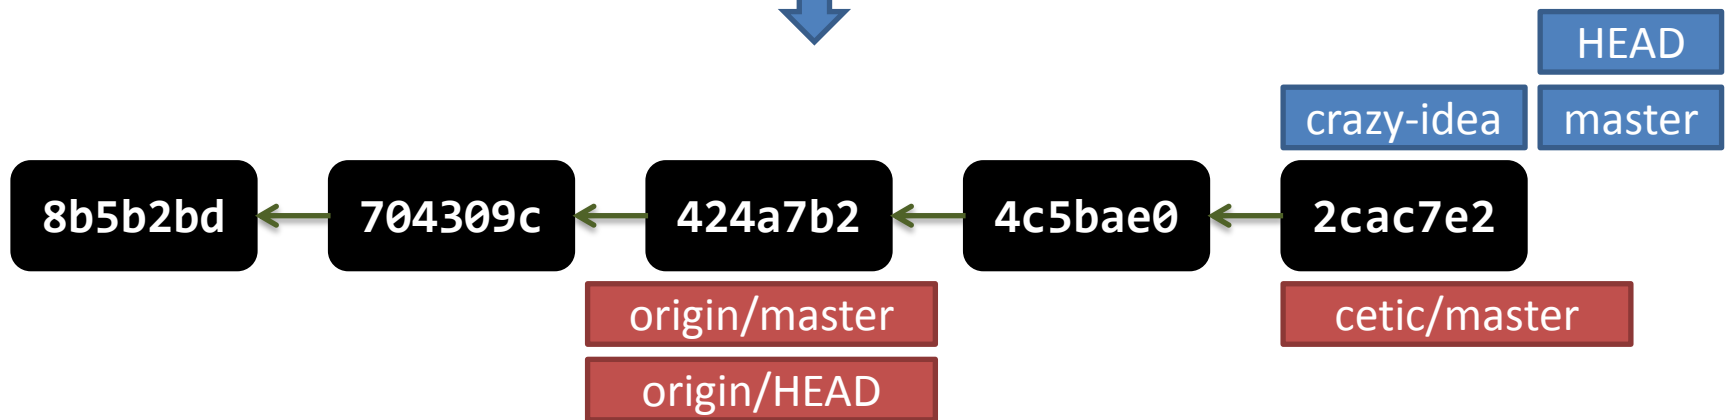 HEAD
crazy-idea master
8b5b2bd 704309c 424a7b2 4c5bae0 2cac7e2
origin/master cetic/master
origin/HEAD